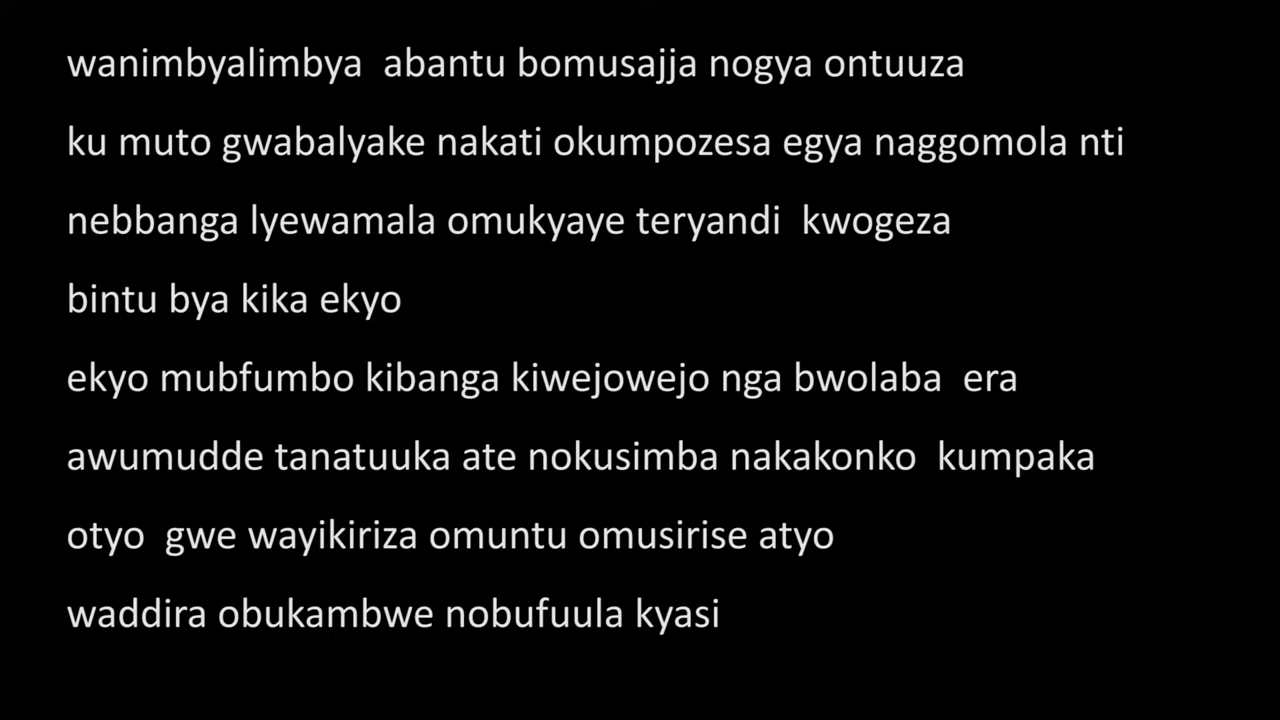 wanimbyalimbya abantu bomusajja nogya ontuuza
ku muto gwabalyake nakati okumpozesa egya naggomola nti
nebbanga lyewamala omukyaye teryandi kwogeza
bintu bya kika ekyo
ekyo mubfumbo kibanga kiwejowejo nga bwolaba era
awumudde tanatuuka ate nokusimba nakakonko kumpaka
otyo gwe wayikiriza omuntu omusirise atyo
waddira obukambwe nobufuula kyasi